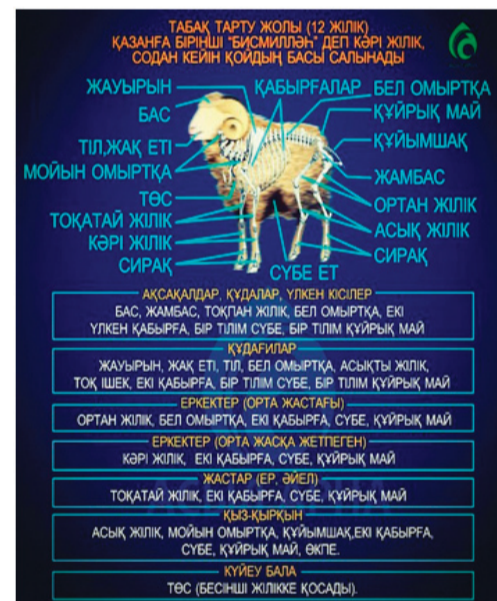 ТАБАҚ ТАРТУ ЖОЛЫ (12 ЖІЛІК)
ҚАЗАНҒА БІРІНШІ “БИСМИЛЛӘҺ” ДЕП КӘРІ ЖІЛІК,
СОДАН КЕЙІН ҚОЙДЫҢ БАСЫ САЛЫНАДЫ
ЖАУЫРЫН
БАС
ТІЛ,ЖАҚ ЕТІ
МОЙЫН ОМЫРТҚА
ТӨС
ТОҚАТАЙ ЖІЛІК
КӘРІ ЖІЛІК
СИРАҚ
ҚАБЫРҒАЛАР
БЕЛ ОМЫРТҚА
ҚҰЙРЫҚ МАЙ
ҚҰЙЫМШАҚ
ЖАМБАС
ОРТАН ЖІЛІК
АСЫҚ ЖІЛІК
СИРАҚ
СҮБЕ ЕТ
АҚСАҚАЛДАР, ҚҰДАЛАР, ҮЛКЕН КІСІЛЕР
БАС, ЖАМБАС, ТОҚПАН ЖІЛІК, БЕЛ ОМЫРТҚА, ЕКІ
ҮЛКЕН ҚАБЫРҒА, БІР ТІЛІМ СҮБЕ, БІР ТІЛІМ ҚҰЙРЫҚ МАЙ
ҚҰДАҒИЛАР
ЖАУЫРЫН, ЖАҚ ЕТІ, ТІЛ, БЕЛ ОМЫРТҚА, АСЫҚТЫ ЖІЛІК,
ТОҚ ІШЕК, ЕКІ ҚАБЫРҒА, БІР ТІЛІМ СҮБЕ, БІР ТІЛІМ ҚҰЙРЫҚ МАЙ
ЕРКЕКТЕР (ОРТА ЖАСТАҒЫ)
ОРТАН ЖІЛІК, БЕЛ ОМЫРТҚА, ЕКІ ҚАБЫРҒА, СҮБЕ, ҚҰЙРЫҚ МАЙ
ЕРКЕКТЕР (ОРТА ЖАСҚА ЖЕТПЕГЕН)
КӘРІ ЖІЛІК, ЕКІ ҚАБЫРҒА, СҮБЕ, ҚҰЙРЫҚ МАЙ
ЖАСТАР (ЕР, ӘЙЕЛ)
ТОҚАТАЙ ЖІЛІК, ЕКІ ҚАБЫРҒА, СҮБЕ, ҚҰЙРЫҚ МАЙ
ҚЫЗ-ҚЫРҚЫН
АСЫҚ ЖІЛІК, МОЙЫН ОМЫРТҚА, ҚҰЙЫМШАҚ,ЕКІ ҚАБЫРҒА,
СҮБЕ, ҚҰЙРЫҚ МАЙ, ӨКПЕ.
КҮЙЕУ БАЛА
ТӨС (БЕСІНШІ ЖІЛІККЕ ҚОСАДЫ).